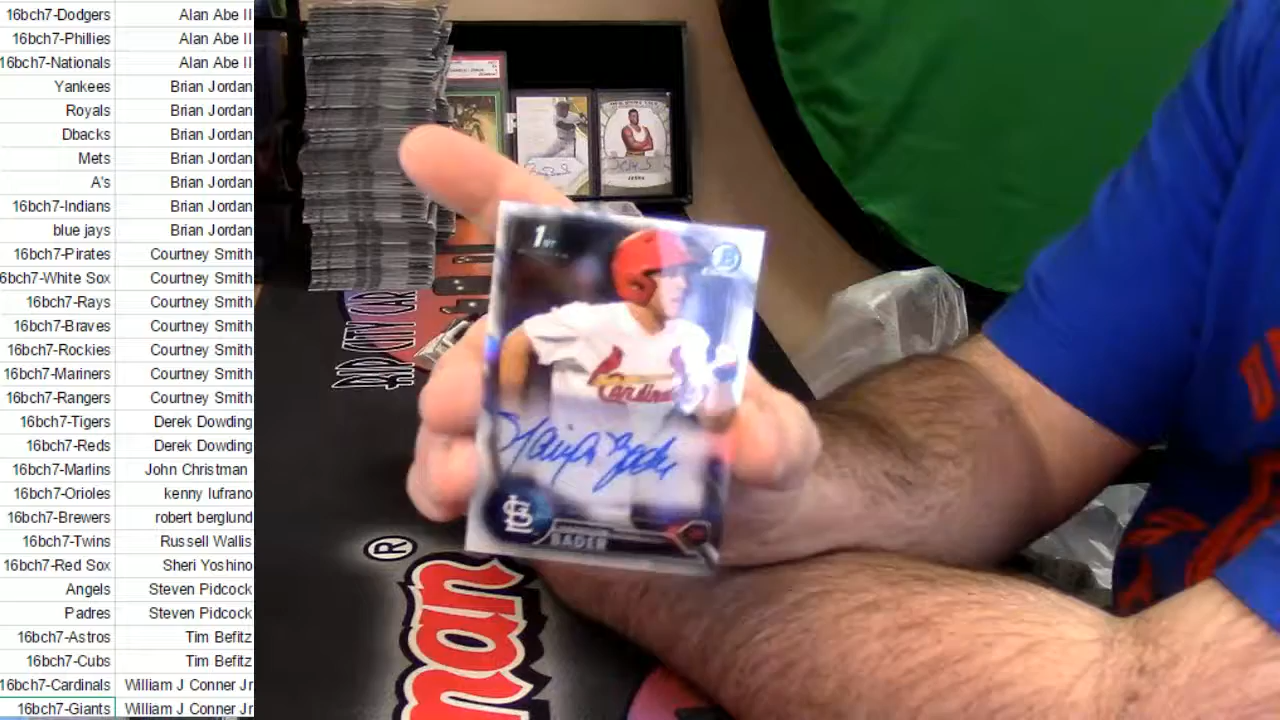 16bch7-Dodgers Alan Abe II
16bch7-Phillies Alan Abe II
16bch7-Nationals Alan Abe II
Yankees Brian Jordan
Royals Brian Jordan
Dbacks Brian Jordan
Mets Brian Jordan
A's Brian Jordan
16bch7-Indians Brian Jordan
blue jays Brian Jordan
16bch7-Pirates Courtney Smith
6bch7-White Sox Courtney Smith
16bch7-Rays Courtney Smith
16bch7-Braves Courtney Smith
16bch7-Rockies Courtney Smith
16bch7-Mariners Courtney Smith
16bch7-Rangers Courtney Smith
16bch7-Tigers Derek Dowding
16bch7-Reds Derek Dowding
16bch7-Marlins John Christman
16bch7-Orioles kenny lufrano
16bch7-Brewers robert berglund
16bch7-Twins Russell Wallis
16bch7-Red Sox Sheri Yoshino
Angels Steven Pidcock
Padres Steven Pidcock
16bch7-Astros Tim Befitz
16bch7-Cubs Tim Befitz
16bch7-Cardinals William J Conner Jr
16bch7-Giants William J Conner Jr
RIP CITY CAR
1st
B
Cardinals
STL
BADER
®
man